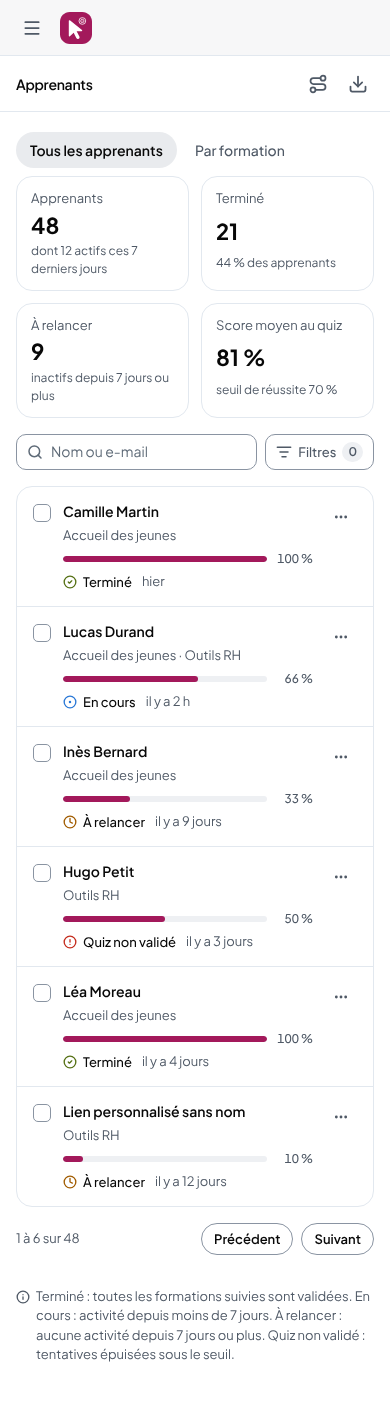 Apprenants
Tous les apprenants
Par formation
Apprenants
48
dont 12 actifs ces 7
derniers jours
Terminé
21
44 % des apprenants
À relancer
9
inactifs depuis 7 jours ou
plus
Score moyen au quiz
81 %
seuil de réussite 70 %
Nom ou e-mail
Filtres 0
Camille Martin
Accueil des jeunes
100 %
Terminé hier
Lucas Durand
Accueil des jeunes · Outils RH
66 %
En cours il y a 2 h
Inès Bernard
Accueil des jeunes
33 %
À relancer il y a 9 jours
Hugo Petit
Outils RH
50 %
Quiz non validé il y a 3 jours
Léa Moreau
Accueil des jeunes
100 %
Terminé il y a 4 jours
Lien personnalisé sans nom
Outils RH
10 %
À relancer il y a 12 jours
1 à 6 sur 48
Précédent
Suivant
Terminé : toutes les formations suivies sont validées. En
cours : activité depuis moins de 7 jours. À relancer :
aucune activité depuis 7 jours ou plus. Quiz non validé :
tentatives épuisées sous le seuil.